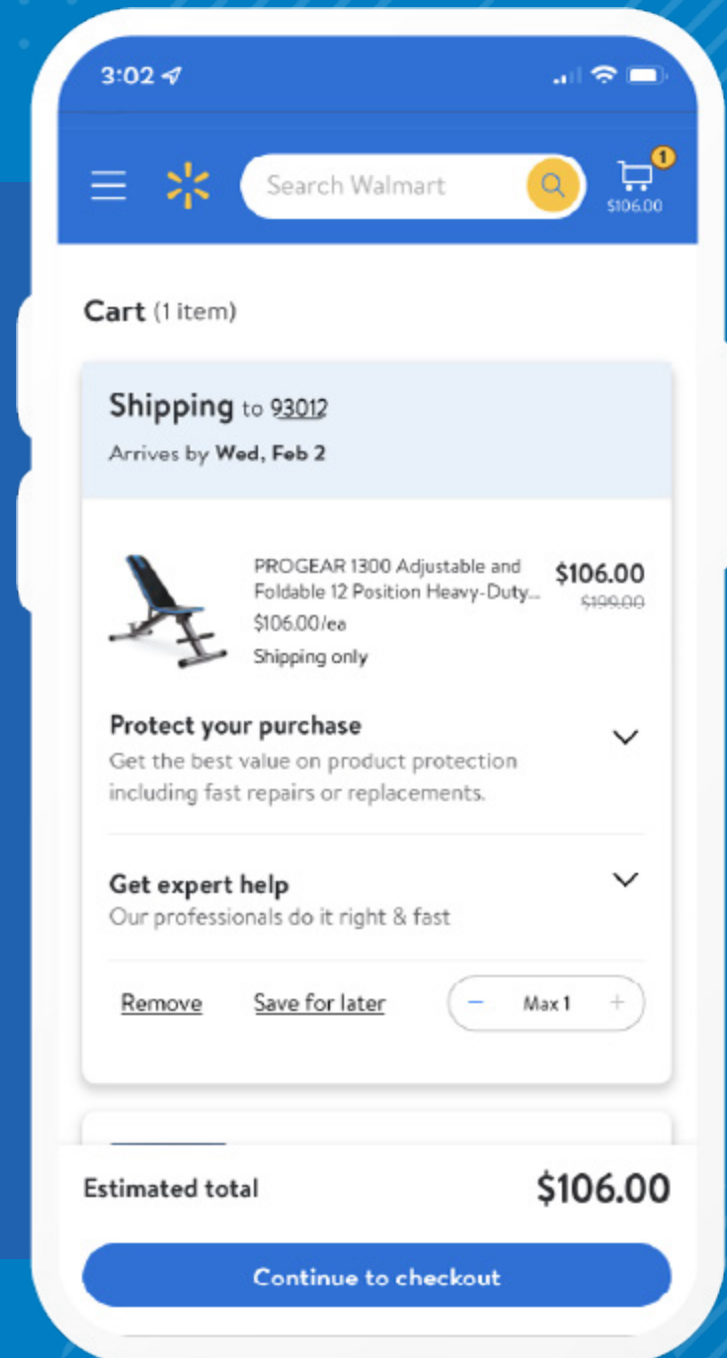 3:02
Search Walmart
1
$106.00
Cart (1 item)
Shipping to 93012
Arrives by Wed, Feb 2
PROGEAR 1300 Adjustable and
Foldable 12 Position Heavy-Duty...
$106.00
$199.00
$106.00/ea
Shipping only
Protect your purchase
Get the best value on product protection
including fast repairs or replacements.
Get expert help
Our professionals do it right & fast
Remove
Save for later
− Max 1 +
Estimated total
$106.00
Continue to checkout